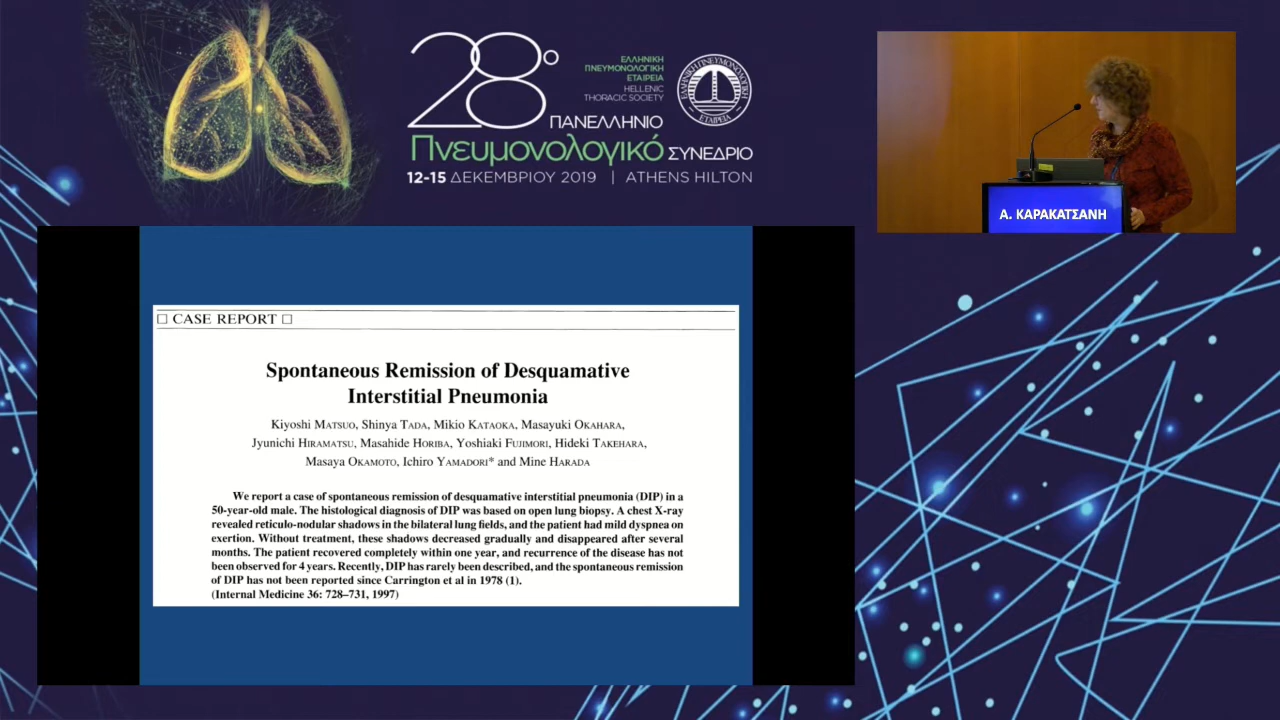 28ο
ΕΛΛΗΝΙΚΗ
ΠΝΕΥΜΟΝΟΛΟΓΙΚΗ
ΕΤΑΙΡΕΙΑ
HELLENIC
THORACIC SOCIETY
ΕΛΛΗΝΙΚΗ ΠΝΕΥΜΟΝΟΛΟΓΙΚΗ
ΕΤΑΙΡΕΙΑ
ΠΑΝΕΛΛΗΝΙΟ
Πνευμονολογικό ΣΥΝΕΔΡΙΟ
12-15 ΔΕΚΕΜΒΡΙΟΥ 2019 | ATHENS HILTON
Α. ΚΑΡΑΚΑΤΣΑΝΗ
□ CASE REPORT □
Spontaneous Remission of Desquamative
Interstitial Pneumonia
Kiyoshi MATSUO, Shinya TADA, Mikio KATAOKA, Masayuki OKAHARA,
Jyunichi HIRAMATSU, Masahide HORIBA, Yoshiaki FUJIMORI, Hideki TAKEHARA,
Masaya OKAMOTO, Ichiro YAMADORI* and Mine HARADA
We report a case of spontaneous remission of desquamative interstitial pneumonia (DIP) in a
50-year-old male. The histological diagnosis of DIP was based on open lung biopsy. A chest X-ray
revealed reticulo-nodular shadows in the bilateral lung fields, and the patient had mild dyspnea on
exertion. Without treatment, these shadows decreased gradually and disappeared after several
months. The patient recovered completely within one year, and recurrence of the disease has not
been observed for 4 years. Recently, DIP has rarely been described, and the spontaneous remission
of DIP has not been reported since Carrington et al in 1978 (1).
(Internal Medicine 36: 728–731, 1997)